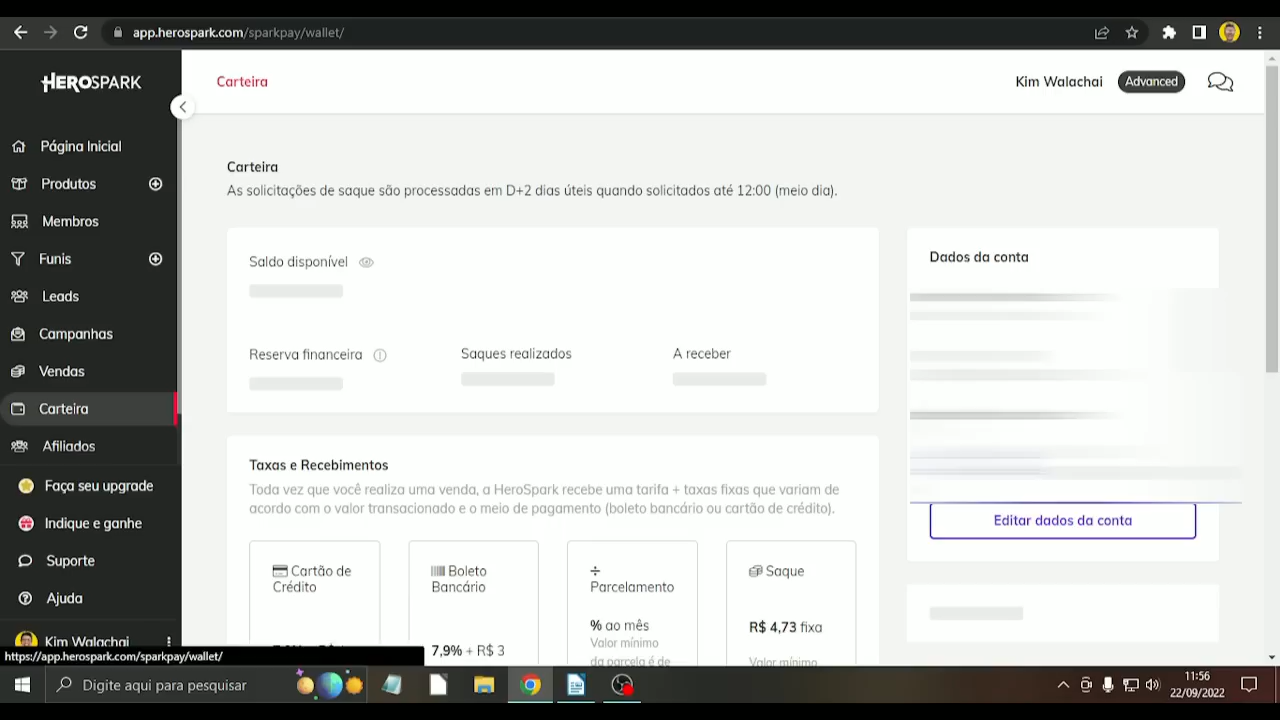 app.herospark.com/sparkpay/wallet/
HEROSPARK
Carteira
Kim Walachai
Advanced
Página Inicial
Produtos
Membros
Funis
Leads
Campanhas
Vendas
Carteira
Afiliados
Faça seu upgrade
Indique e ganhe
Suporte
Ajuda
Kim Walachai
Carteira
As solicitações de saque são processadas em D+2 dias úteis quando solicitados até 12:00 (meio dia).
Saldo disponível
Reserva financeira
Saques realizados
A receber
Dados da conta
Editar dados da conta
Taxas e Recebimentos
Toda vez que você realiza uma venda, a HeroSpark recebe uma tarifa + taxas fixas que variam de
acordo com o valor transacionado e o meio de pagamento (boleto bancário ou cartão de crédito).
Cartão de
Crédito
Boleto
Bancário
7,9% + R$ 3
÷
Parcelamento
% ao mês
Valor mínimo
da parcela é de
Saque
R$ 4,73 fixa
Valor mínimo
https://app.herospark.com/sparkpay/wallet/
Digite aqui para pesquisar
11:56
22/09/2022